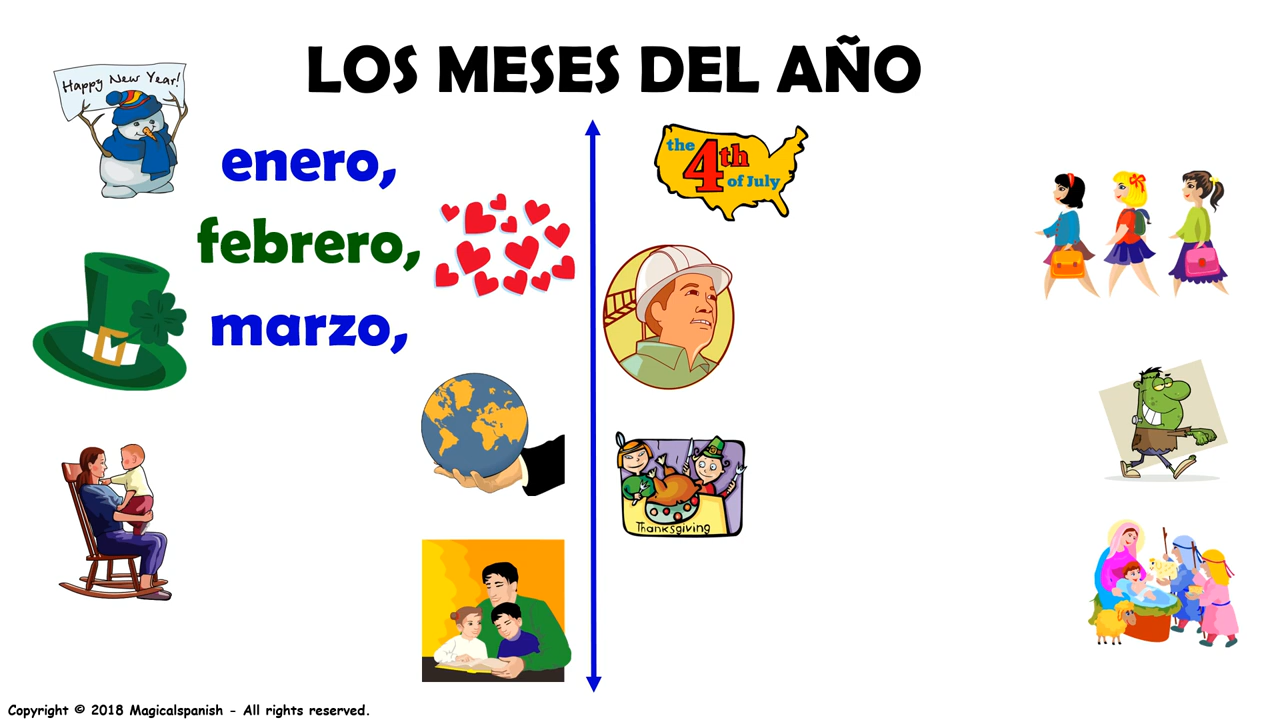 LOS MESES DEL AÑO
Happy New Year!
enero,
febrero,
marzo,
the 4th of July
Thanksgiving
Copyright © 2018 Magicalspanish - All rights reserved.